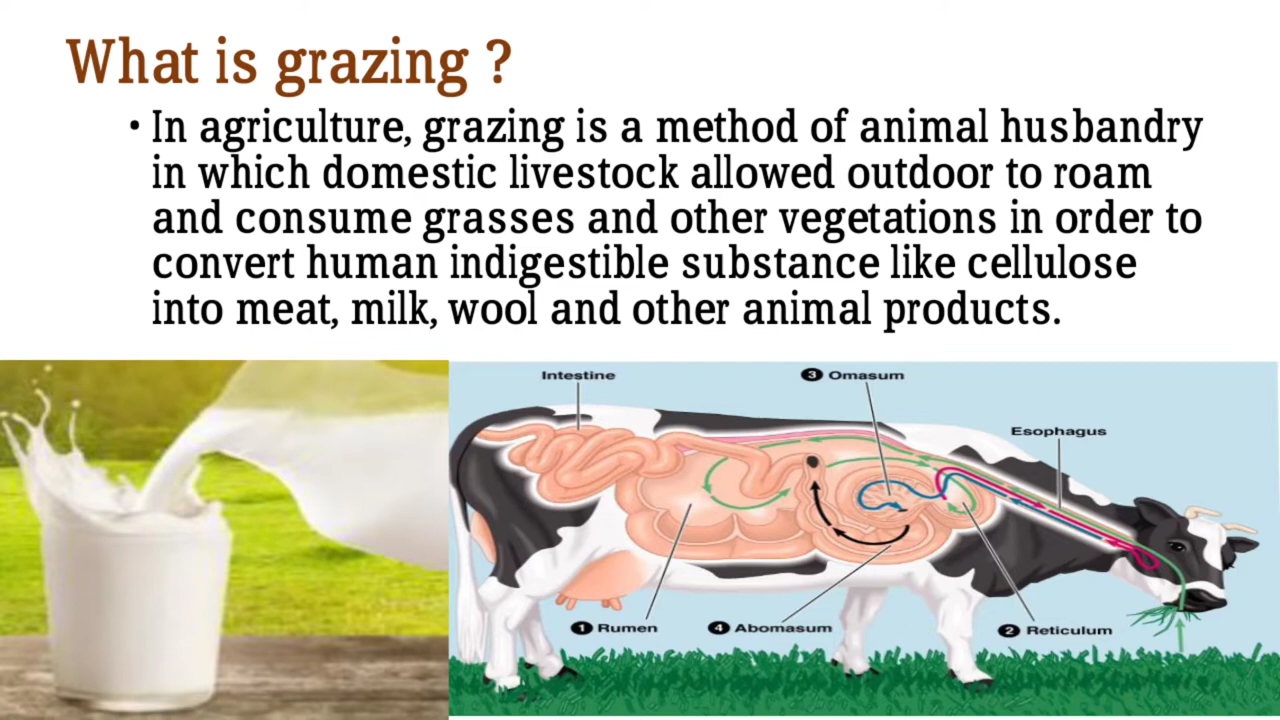 What is grazing ?
• In agriculture, grazing is a method of animal husbandry
in which domestic livestock allowed outdoor to roam
and consume grasses and other vegetations in order to
convert human indigestible substance like cellulose
into meat, milk, wool and other animal products.
Intestine
3 Omasum
Esophagus
1 Rumen
4 Abomasum
2 Reticulum